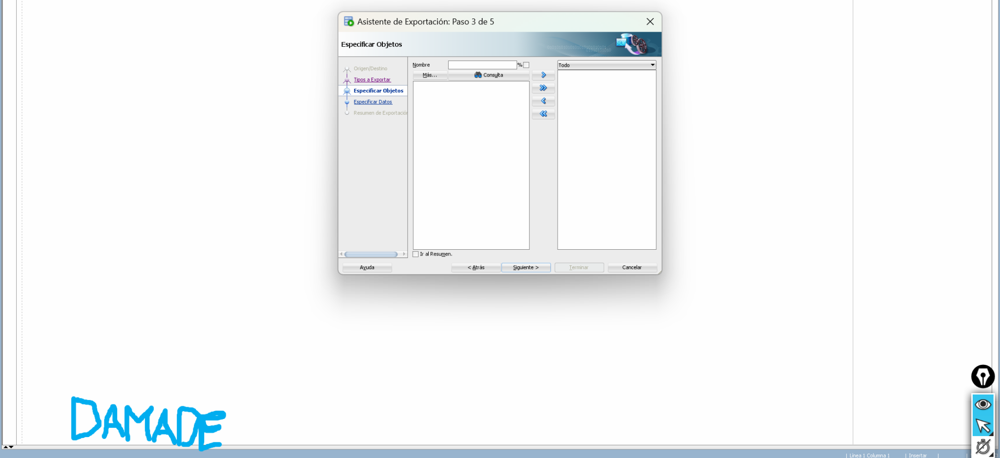 Asistente de Exportación: Paso 3 de 5
Especificar Objetos
Origen/Destino
Tipos a Exportar
Especificar Objetos
Especificar Datos
Resumen de Exportación
Nombre
%
Todo
Más...
Consulta
Ir al Resumen.
Ayuda
< Atrás
Siguiente >
Terminar
Cancelar
DAMADE
| Línea 1 Columna 1 | Insertar |